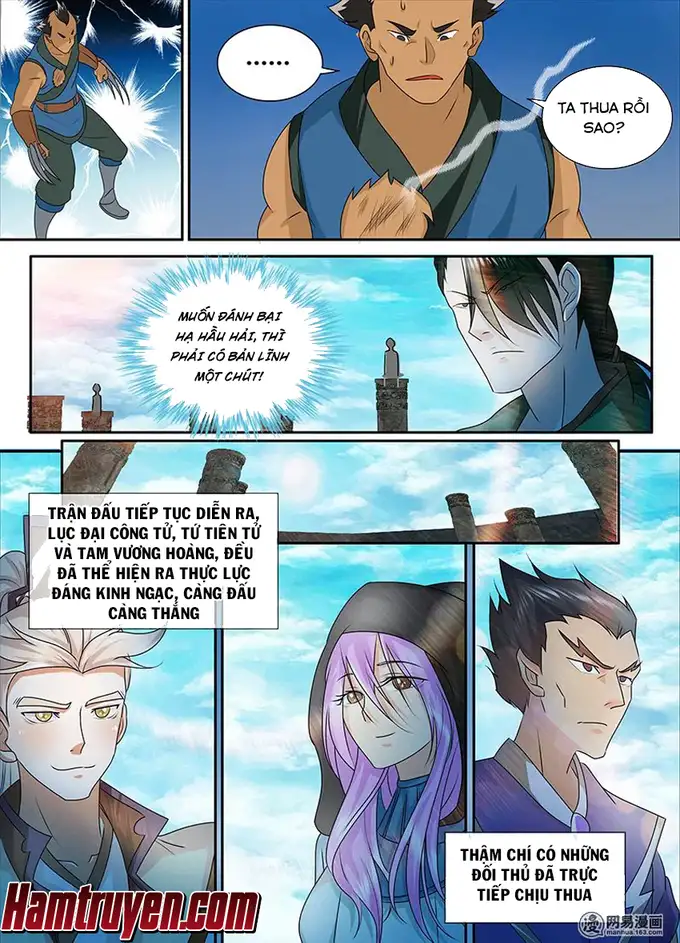 ......
TA THUA RỒI
SAO?
MUỐN ĐÁNH BẠI
HẠ HẦU HẢI, THÌ
PHẢI CÓ BẢN LĨNH
MỘT CHÚT!
TRẬN ĐẤU TIẾP TỤC DIỄN RA,
LỤC ĐẠI CÔNG TỬ, TỨ TIÊN TỬ
VÀ TAM VƯƠNG HOÀNG, ĐỀU
ĐÃ THỂ HIỆN RA THỰC LỰC
ĐÁNG KINH NGẠC, CÀNG ĐẤU
CÀNG THẮNG
THẬM CHÍ CÓ NHỮNG
ĐỐI THỦ ĐÃ TRỰC
TIẾP CHỊU THUA
Hamtruyen.com
网易漫画
manhua.163.com